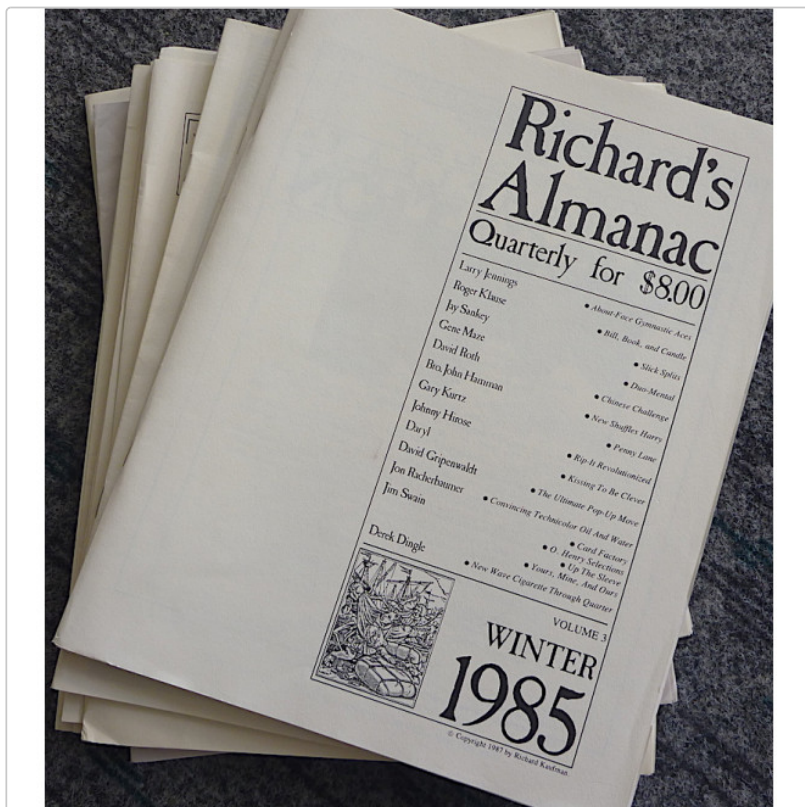 Richard's
Almanac
Quarterly for $8.00
Larry Jennings • About-Face Gymnastic Aces
Roger Klause • Bill, Book, and Candle
Jay Sankey • Slick Splits
Gene Maze • Duo-Mental
David Roth • Chinese Challenge
Bro. John Hamman • New Shuffles Harry
Gary Kurtz • Penny Lane
Johnny Hirose • Rip-It Revolutionized
Daryl • Kissing To Be Clever
David Gripenwaldt • The Ultimate Pop-Up Move
Jon Racherbaumer • Convincing Technicolor Oil And Water
Jim Swain • Card Factory
• O. Henry Selections
• Up The Sleeve
• Yours, Mine, And Ours
Derek Dingle • New Wave Cigarette Through Quarter
VOLUME 3
WINTER
1985
© Copyright 1987 by Richard Kaufman.